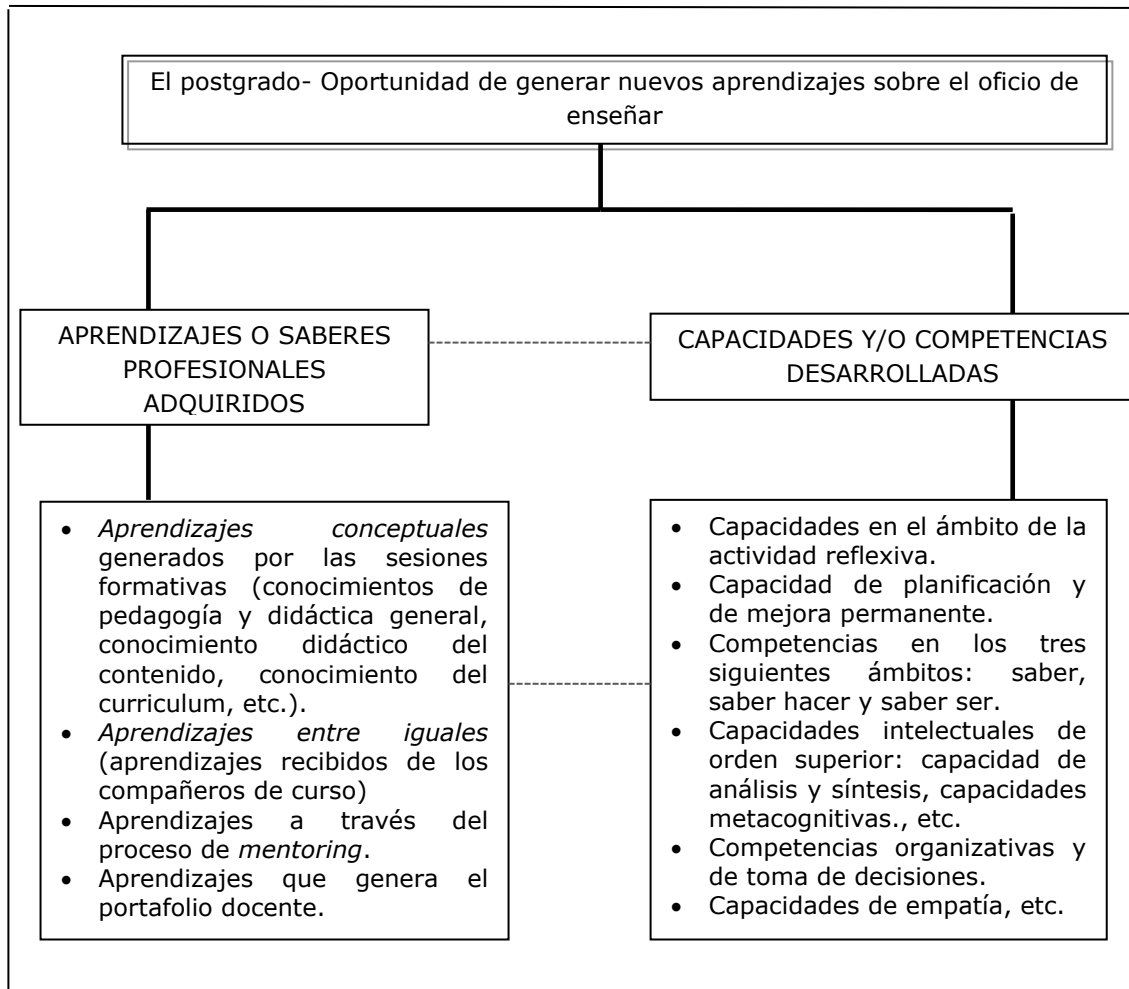 El postgrado- Oportunidad de generar nuevos aprendizajes sobre el oficio de
enseñar
APRENDIZAJES O SABERES
PROFESIONALES
ADQUIRIDOS
CAPACIDADES Y/O COMPETENCIAS
DESARROLLADAS
• Aprendizajes conceptuales
generados por las sesiones
formativas (conocimientos de
pedagogía y didáctica general,
conocimiento didáctico del
contenido, conocimiento del
curriculum, etc.).
• Aprendizajes entre iguales
(aprendizajes recibidos de los
compañeros de curso)
• Aprendizajes a través del
proceso de mentoring.
• Aprendizajes que genera el
portafolio docente.
• Capacidades en el ámbito de la
actividad reflexiva.
• Capacidad de planificación y
de mejora permanente.
• Competencias en los tres
siguientes ámbitos: saber,
saber hacer y saber ser.
• Capacidades intelectuales de
orden superior: capacidad de
análisis y síntesis, capacidades
metacognitivas., etc.
• Competencias organizativas y
de toma de decisiones.
• Capacidades de empatía, etc.